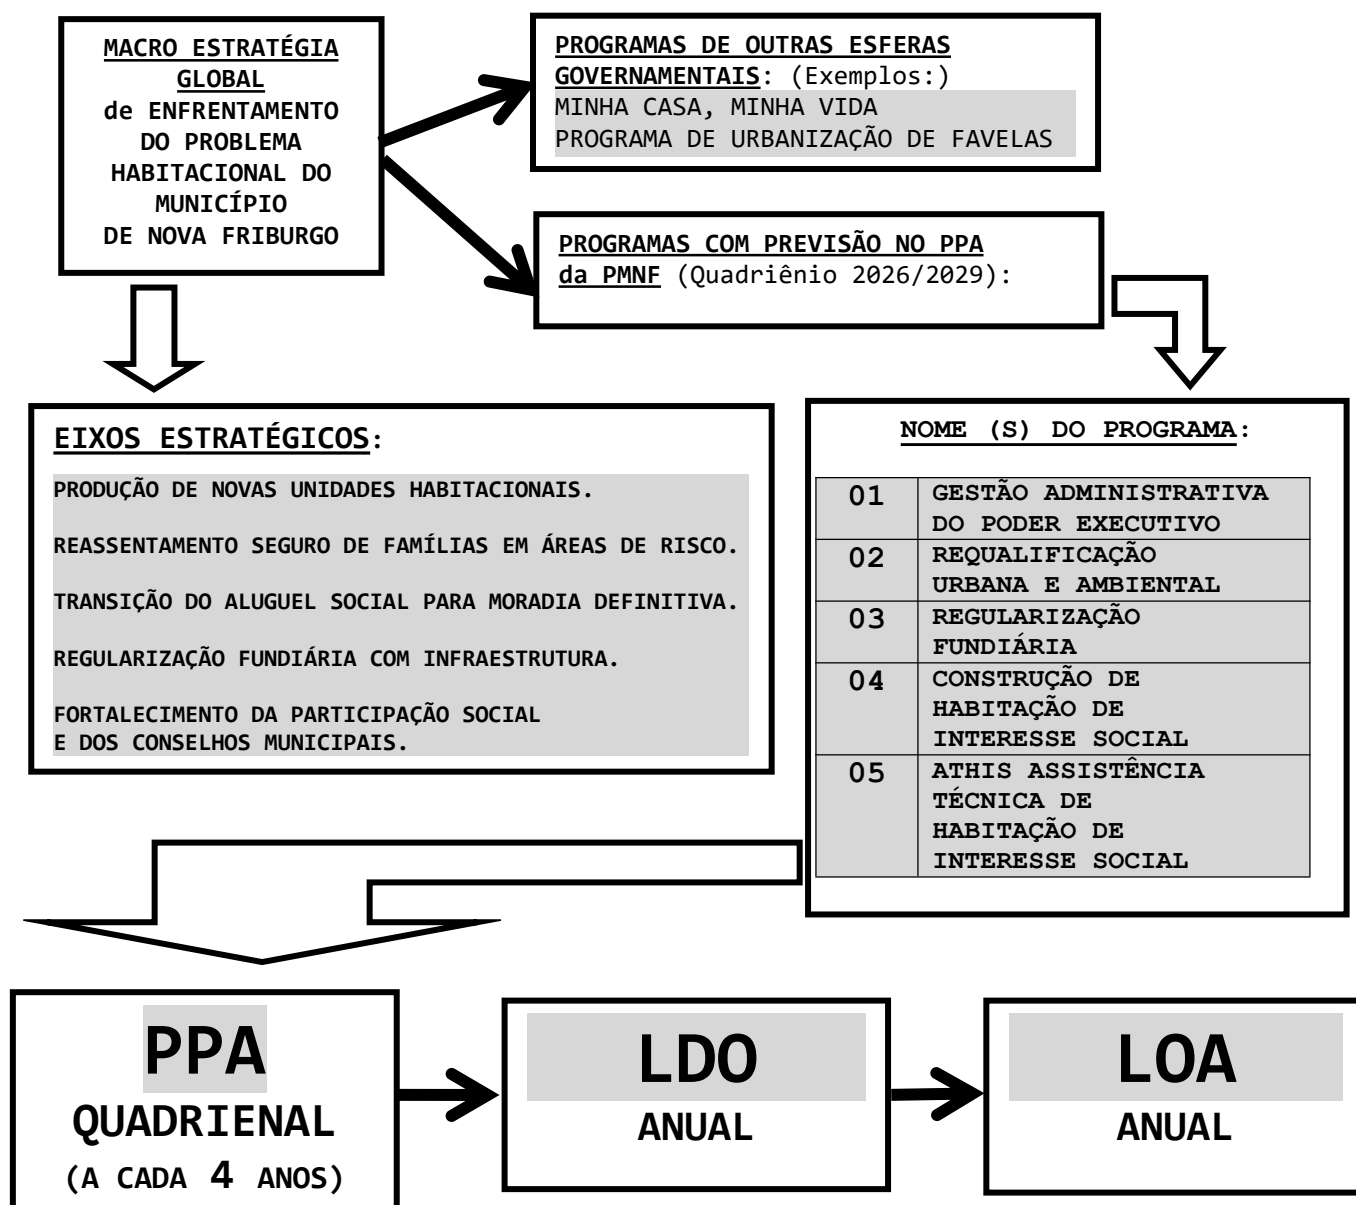 MACRO ESTRATÉGIA
GLOBAL
de ENFRENTAMENTO
DO PROBLEMA
HABITACIONAL DO
MUNICÍPIO
DE NOVA FRIBURGO
PROGRAMAS DE OUTRAS ESFERAS
GOVERNAMENTAIS: (Exemplos:)
MINHA CASA, MINHA VIDA
PROGRAMA DE URBANIZAÇÃO DE FAVELAS
PROGRAMAS COM PREVISÃO NO PPA
da PMNF (Quadriênio 2026/2029):
EIXOS ESTRATÉGICOS:
PRODUÇÃO DE NOVAS UNIDADES HABITACIONAIS.
REASSENTAMENTO SEGURO DE FAMÍLIAS EM ÁREAS DE RISCO.
TRANSIÇÃO DO ALUGUEL SOCIAL PARA MORADIA DEFINITIVA.
REGULARIZAÇÃO FUNDIÁRIA COM INFRAESTRUTURA.
FORTALECIMENTO DA PARTICIPAÇÃO SOCIAL
E DOS CONSELHOS MUNICIPAIS.
NOME (S) DO PROGRAMA:
01 GESTÃO ADMINISTRATIVA
DO PODER EXECUTIVO
02 REQUALIFICAÇÃO
URBANA E AMBIENTAL
03 REGULARIZAÇÃO
FUNDIÁRIA
04 CONSTRUÇÃO DE
HABITAÇÃO DE
INTERESSE SOCIAL
05 ATHIS ASSISTÊNCIA
TÉCNICA DE
HABITAÇÃO DE
INTERESSE SOCIAL
PPA
QUADRIENAL
(A CADA 4 ANOS)
LDO
ANUAL
LOA
ANUAL